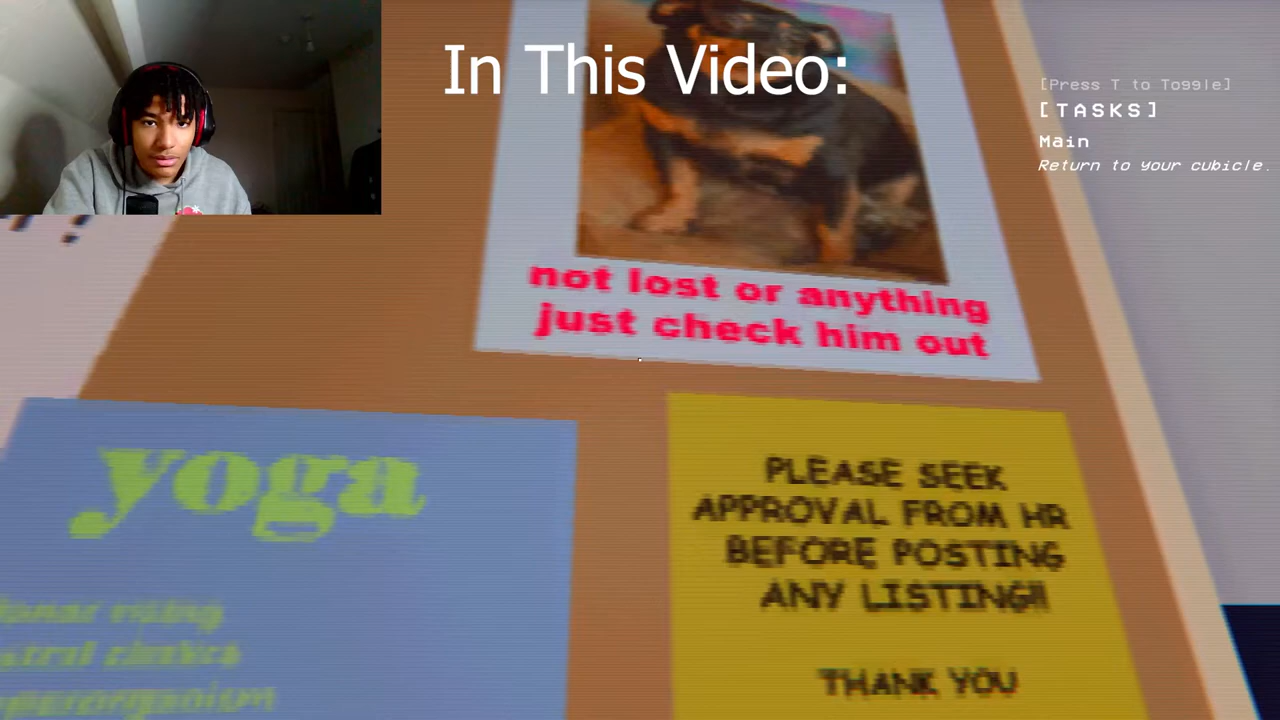 In This Video:
[Press T to Toggle]
[TASKS]
Main
Return to your cubicle.
not lost or anything
just check him out
yoga
PLEASE SEEK
APPROVAL FROM HR
BEFORE POSTING
ANY LISTING!!
THANK YOU